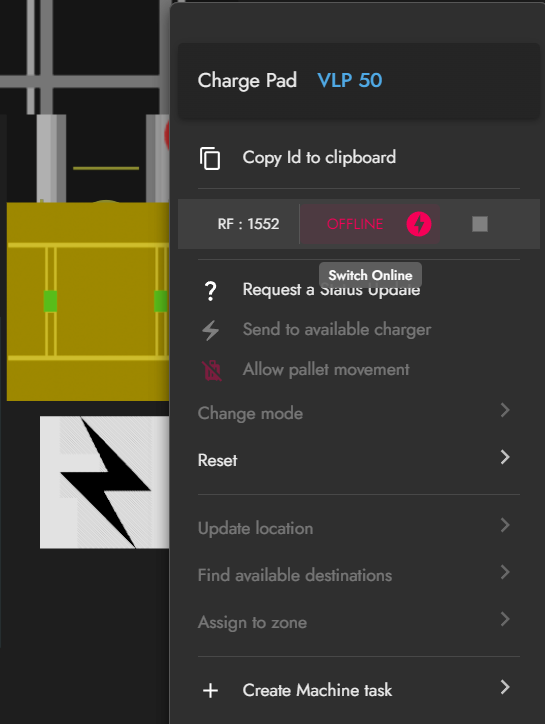 Charge Pad VLP 50
Copy Id to clipboard
RF : 1552 OFFLINE
Switch Online
Request a Status Update
Send to available charger
Allow pallet movement
Change mode
Reset
Update location
Find available destinations
Assign to zone
Create Machine task